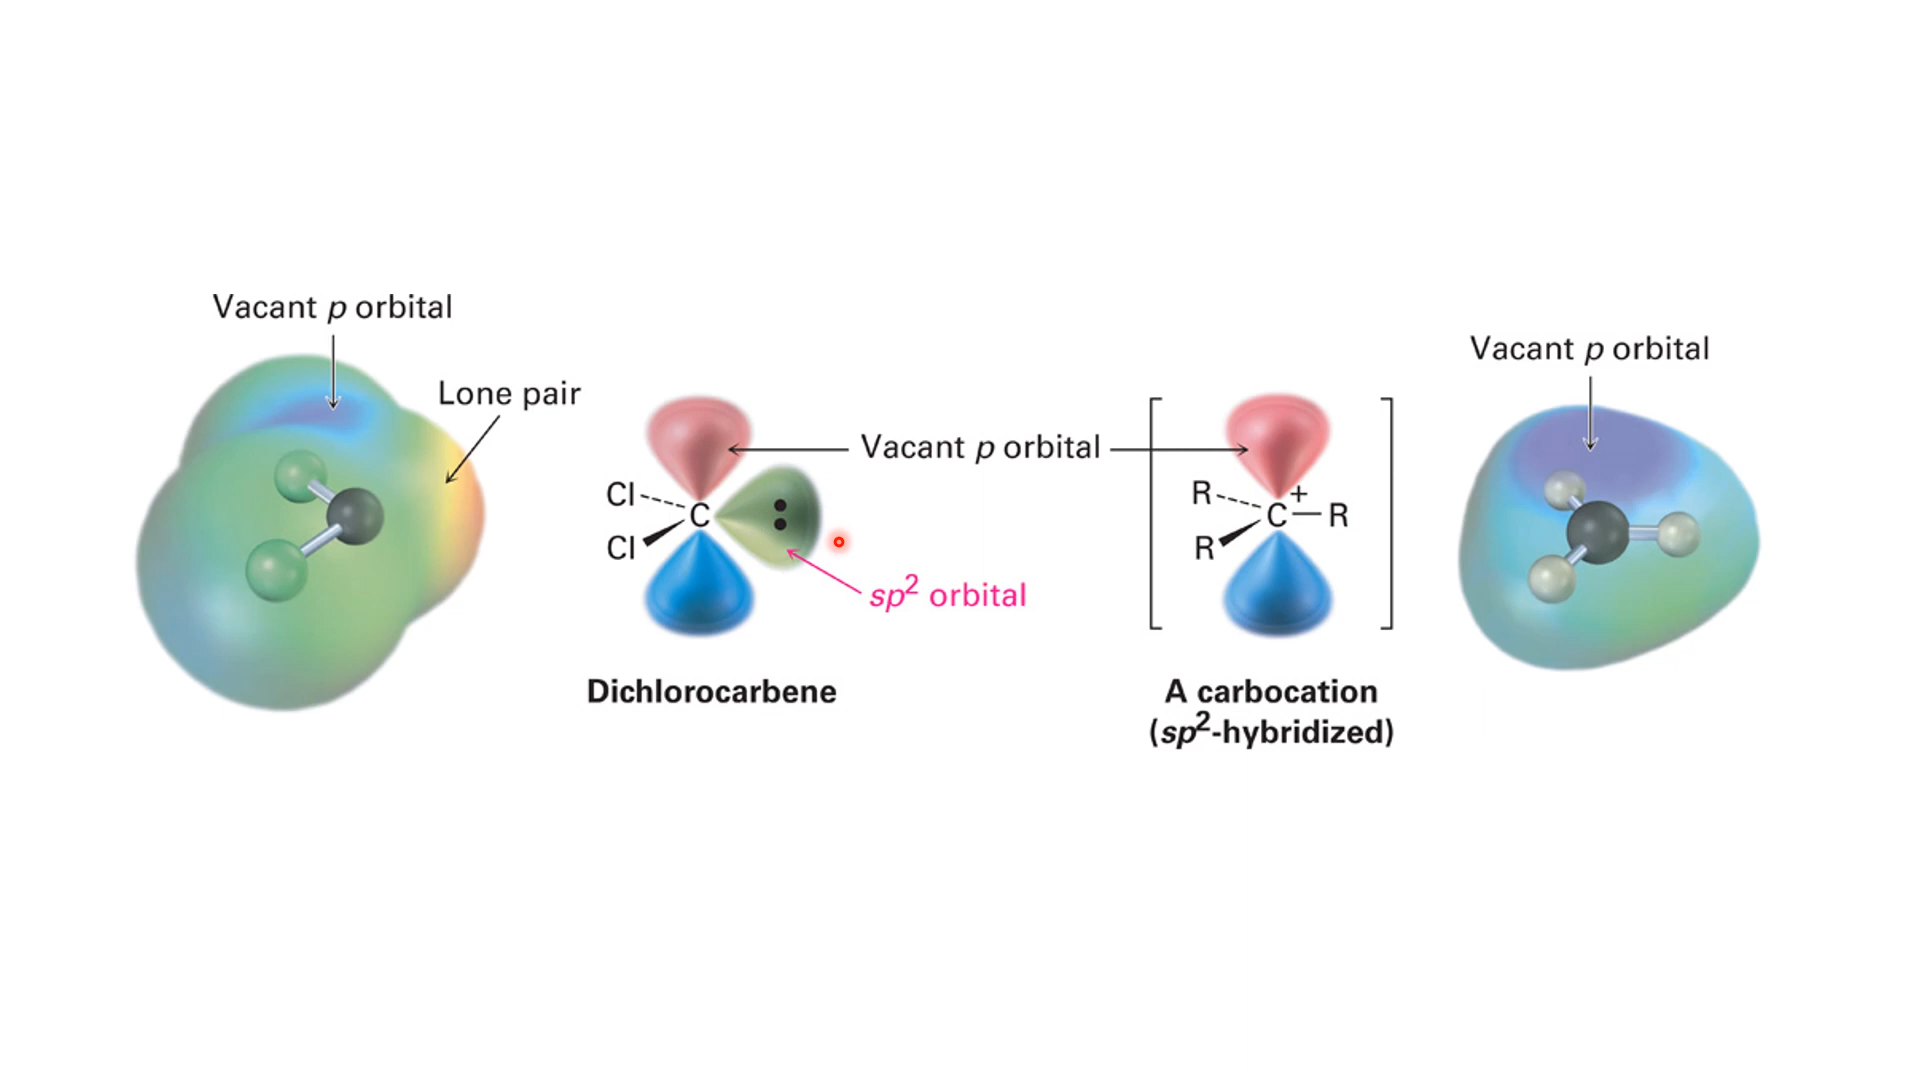 Vacant p orbital
Lone pair
Cl
C
Cl
Vacant p orbital
sp² orbital
Dichlorocarbene
R
+
C
R
R
A carbocation
(sp²-hybridized)
Vacant p orbital